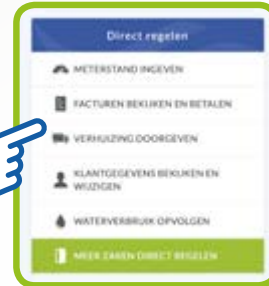 Direct regelen
METERSTAND INGEVEN
FACTUREN BEKIJKEN EN BETALEN
VERHUIZING DOORGEVEN
KLANTGEGEVENS BEKIJKEN EN
WIJZIGEN
WATERVERBRUIK OPVOLGEN
MEER ZAKEN DIRECT REGELEN